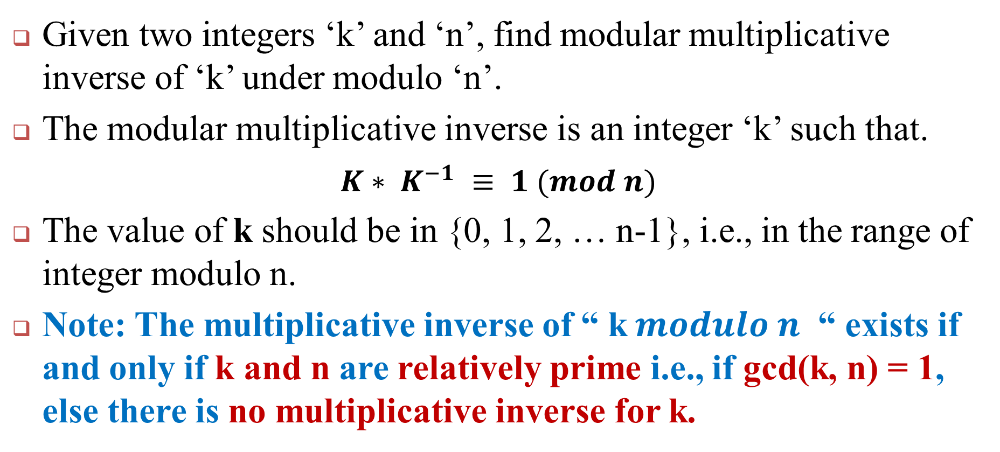 Given two integers ‘k’ and ‘n’, find modular multiplicative
inverse of ‘k’ under modulo ‘n’.
The modular multiplicative inverse is an integer ‘k’ such that.
K ∗ K⁻¹ ≡ 1 (mod n)
The value of k should be in {0, 1, 2, … n-1}, i.e., in the range of
integer modulo n.
Note: The multiplicative inverse of “ k modulo n “ exists if
and only if k and n are relatively prime i.e., if gcd(k, n) = 1,
else there is no multiplicative inverse for k.